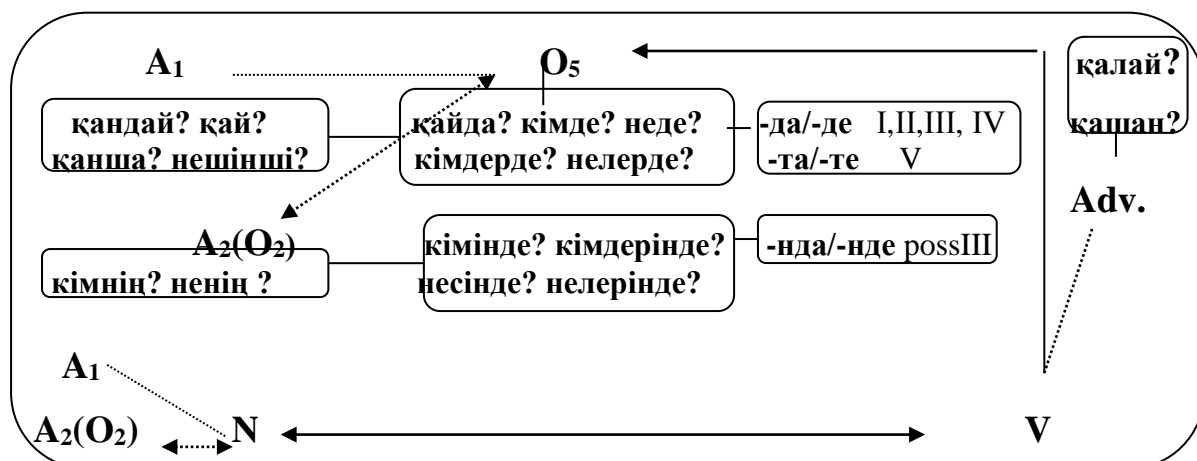 A₁
O₅
қалай?
қашан?
қандай? қай?
қанша? нешінші?
қайда? кімде? неде?
кімдерде? нелерде?
-да/-де I,II,III, IV
-та/-те V
Adv.
A₂(O₂)
кімнің? ненің ?
кімінде? кімдерінде?
несінде? нелерінде?
-нда/-нде possIII
A₁
A₂(O₂) N V